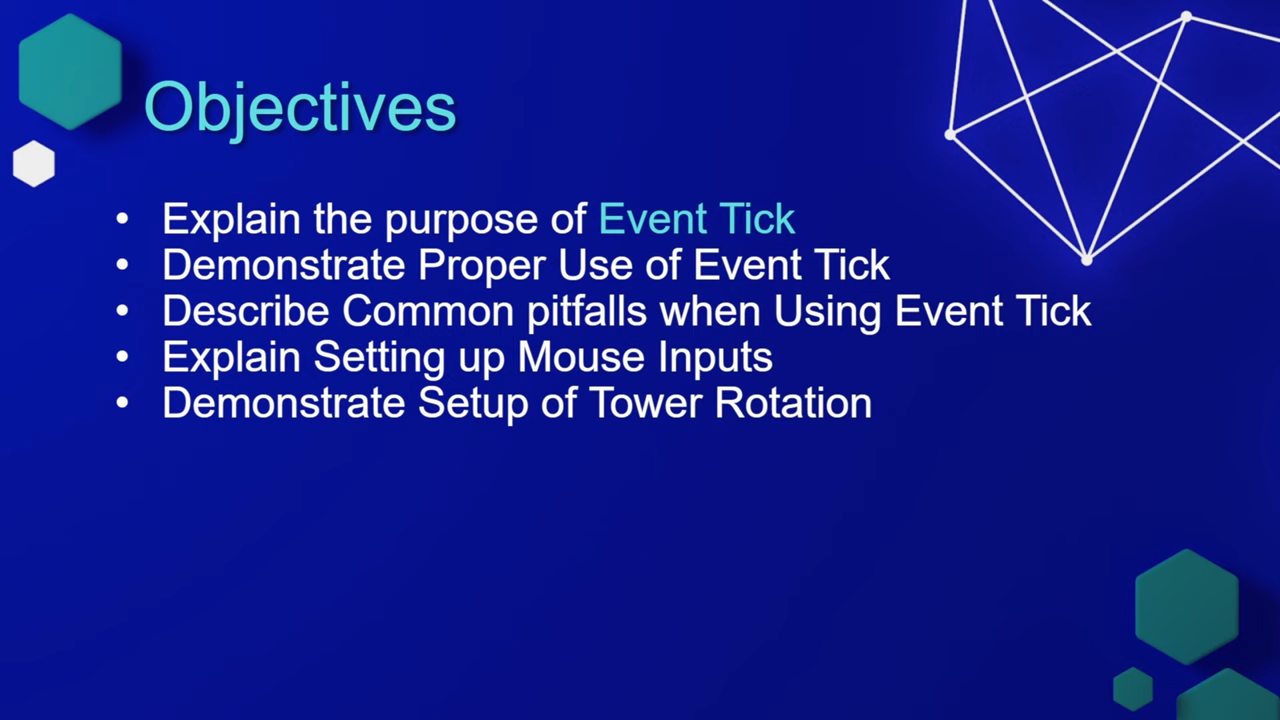 Objectives
• Explain the purpose of Event Tick
• Demonstrate Proper Use of Event Tick
• Describe Common pitfalls when Using Event Tick
• Explain Setting up Mouse Inputs
• Demonstrate Setup of Tower Rotation